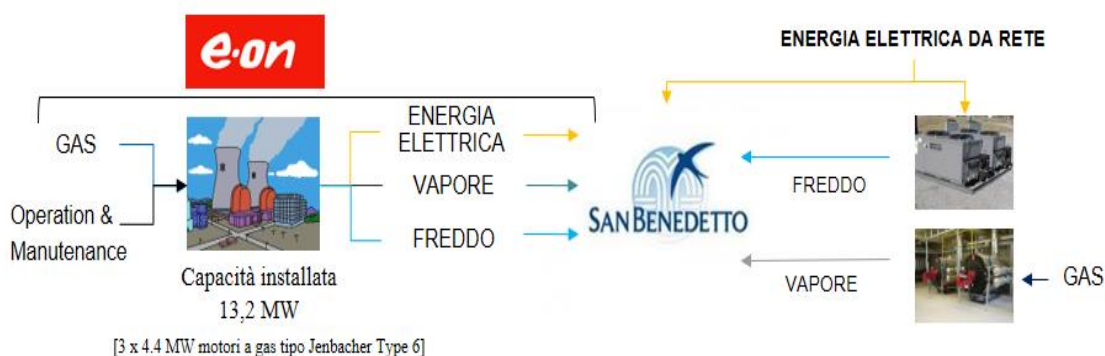 e·on
ENERGIA ELETTRICA DA RETE
GAS
Operation &
Manutenance
ENERGIA
ELETTRICA
VAPORE
FREDDO
SAN BENEDETTO
FREDDO
VAPORE
GAS
Capacità installata
13,2 MW
[3 x 4.4 MW motori a gas tipo Jenbacher Type 6]